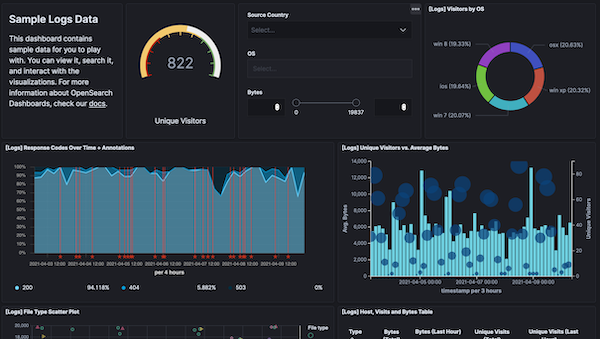 Sample Logs Data
This dashboard contains
sample data for you to play
with. You can view it, search it,
and interact with the
visualizations. For more
information about OpenSearch
Dashboards, check our docs.
822
Unique Visitors
Source Country
Select...
OS
Select...
Bytes
0
0
19837
0
[Logs] Visitors by OS
win 8 (19.33%)
osx (20.63%)
ios (19.64%)
win xp (20.32%)
win 7 (20.07%)
[Logs] Response Codes Over Time + Annotations
100%
90%
80%
70%
60%
50%
40%
30%
20%
10%
0%
2021-04-03 12:00
2021-04-04 12:00
2021-04-05 12:00
2021-04-06 12:00
2021-04-07 12:00
2021-04-08 12:00
2021-04-09 12:00
per 4 hours
200
94.118%
404
5.882%
503
0%
[Logs] Unique Visitors vs. Average Bytes
14,000
12,000
10,000
8,000
6,000
4,000
2,000
0
Avg. Bytes
80
60
40
20
0
Unique Visitors
2021-04-05 00:00
2021-04-09 00:00
timestamp per 3 hours
[Logs] File Type Scatter Plot
20,000
15,000
File type
[Logs] Host, Visits and Bytes Table
Type
Bytes
Bytes (Last Hour)
Unique Visits
Unique Visits (Last
(Total)
(Total)
Hour)